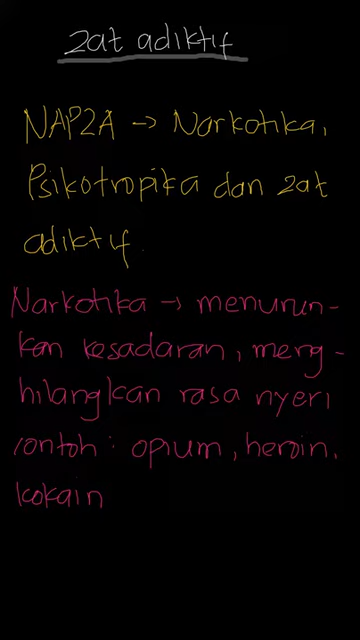 Zat adiktif
NAPZA → Narkotika,
Psikotropika dan zat
adiktif.
Narkotika → menurun-
kan kesadaran, meng-
hilangkan rasa nyeri
contoh : opium, heroin,
kokain